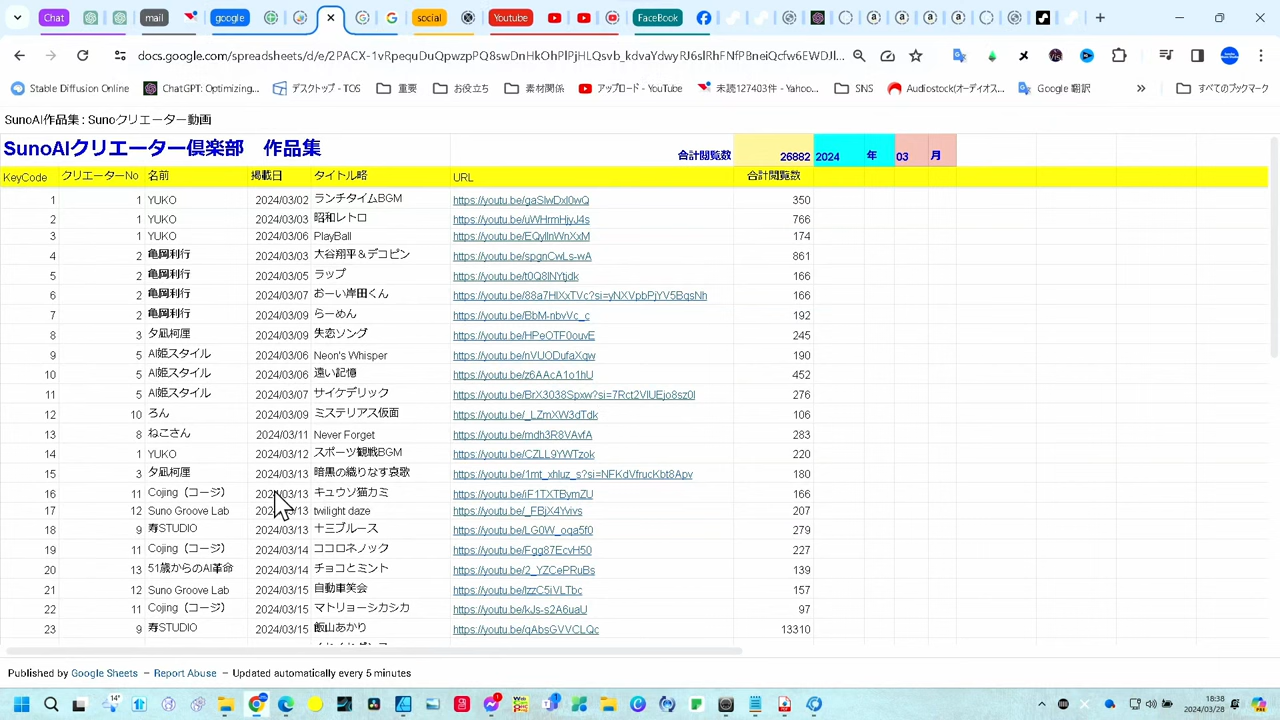 Chat
mail
google
social
Youtube
FaceBook
docs.google.com/spreadsheets/d/e/2PACX-1vRpequDuQpwzpPQ8swDnHkOhPlPjHLQsvb_kdvaYdwyRJ6slRhFNfPBneiQcfw6EWDJl...
Stable Diffusion Online
ChatGPT: Optimizing...
デスクトップ - TOS
重要
お役立ち
素材関係
アップロード - YouTube
未読127403件 - Yahoo...
SNS
Audiostock(オーディオス...
Google 翻訳
すべてのブックマーク
SunoAI作品集 : Sunoクリエーター動画
SunoAIクリエーター倶楽部 作品集 合計閲覧数 26882 2024 年 03 月
KeyCode クリエーターNo 名前 掲載日 タイトル略 URL 合計閲覧数
1 1 YUKO 2024/03/02 ランチタイムBGM https://youtu.be/gaSlwDxl0wQ 350
2 1 YUKO 2024/03/03 昭和レトロ https://youtu.be/uWHrmHjyJ4s 766
3 1 YUKO 2024/03/06 PlayBall https://youtu.be/EQyllnWnXxM 174
4 2 亀岡利行 2024/03/03 大谷翔平＆デコピン https://youtu.be/spgnCwLs-wA 861
5 2 亀岡利行 2024/03/05 ラップ https://youtu.be/t0Q8lNYtjdk 166
6 2 亀岡利行 2024/03/07 おーい岸田くん https://youtu.be/88a7HlXxTVc?si=yNXVpbPjYV5BqsNh 166
7 2 亀岡利行 2024/03/09 らーめん https://youtu.be/BbM-nbvVc_c 192
8 3 夕凪柯厘 2024/03/09 失恋ソング https://youtu.be/HPeOTF0ouvE 245
9 5 AI姫スタイル 2024/03/06 Neon's Whisper https://youtu.be/nVUODufaXqw 190
10 5 AI姫スタイル 2024/03/06 遠い記憶 https://youtu.be/z6AAcA1o1hU 452
11 5 AI姫スタイル 2024/03/07 サイケデリック https://youtu.be/BrX3038Spxw?si=7Rct2VlUEjo8sz0l 276
12 10 ろん 2024/03/09 ミステリアス仮面 https://youtu.be/_LZmXW3dTdk 106
13 8 ねこさん 2024/03/11 Never Forget https://youtu.be/mdh3R8VAvfA 283
14 1 YUKO 2024/03/12 スポーツ観戦BGM https://youtu.be/CZLL9YWTzok 220
15 3 夕凪柯厘 2024/03/13 暗黒の織りなす哀歌 https://youtu.be/1mt_xhluz_s?si=NFKdVfrucKbt8Apv 180
16 11 Cojing（コージ） 2024/03/13 キュウソ猫カミ https://youtu.be/iF1TXTBymZU 166
17 12 Suno Groove Lab 2024/03/13 twilight daze https://youtu.be/_FBjX4Yvivs 207
18 9 寿STUDIO 2024/03/13 十三ブルース https://youtu.be/LG0W_oqa5f0 279
19 11 Cojing（コージ） 2024/03/14 ココロネノック https://youtu.be/Fgg87EcvH50 227
20 13 51歳からのAI革命 2024/03/14 チョコとミント https://youtu.be/2_YZCePRuBs 139
21 12 Suno Groove Lab 2024/03/15 自動車笑会 https://youtu.be/lzzC5iVLTbc 157
22 11 Cojing（コージ） 2024/03/15 マトリョーシカシカ https://youtu.be/kJs-s2A6uaU 97
23 9 寿STUDIO 2024/03/15 飯山あかり https://youtu.be/qAbsGVVCLQc 13310
Published by Google Sheets – Report Abuse – Updated automatically every 5 minutes
14°
18:38
2024/03/28